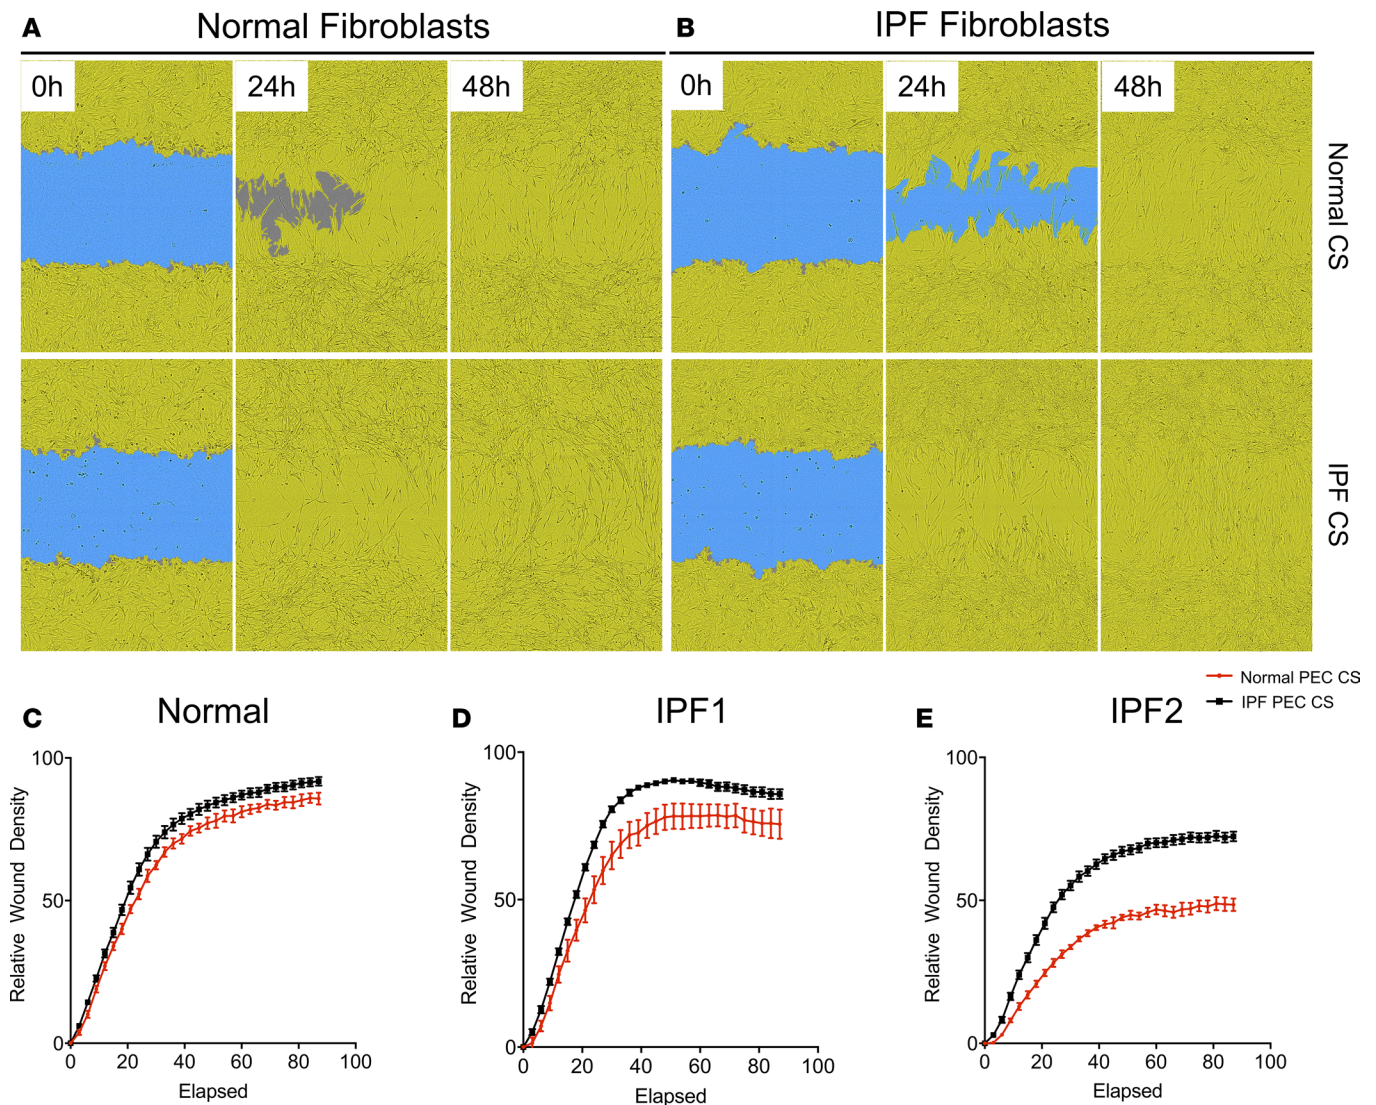 A Normal Fibroblasts
B IPF Fibroblasts
0h 24h 48h
0h 24h 48h
Normal CS
IPF CS
Normal PEC CS
IPF PEC CS
C Normal
100
50
0
Relative Wound Density
0 20 40 60 80 100
Elapsed
D IPF1
100
50
0
Relative Wound Density
0 20 40 60 80 100
Elapsed
E IPF2
100
50
0
Relative Wound Density
0 20 40 60 80 100
Elapsed